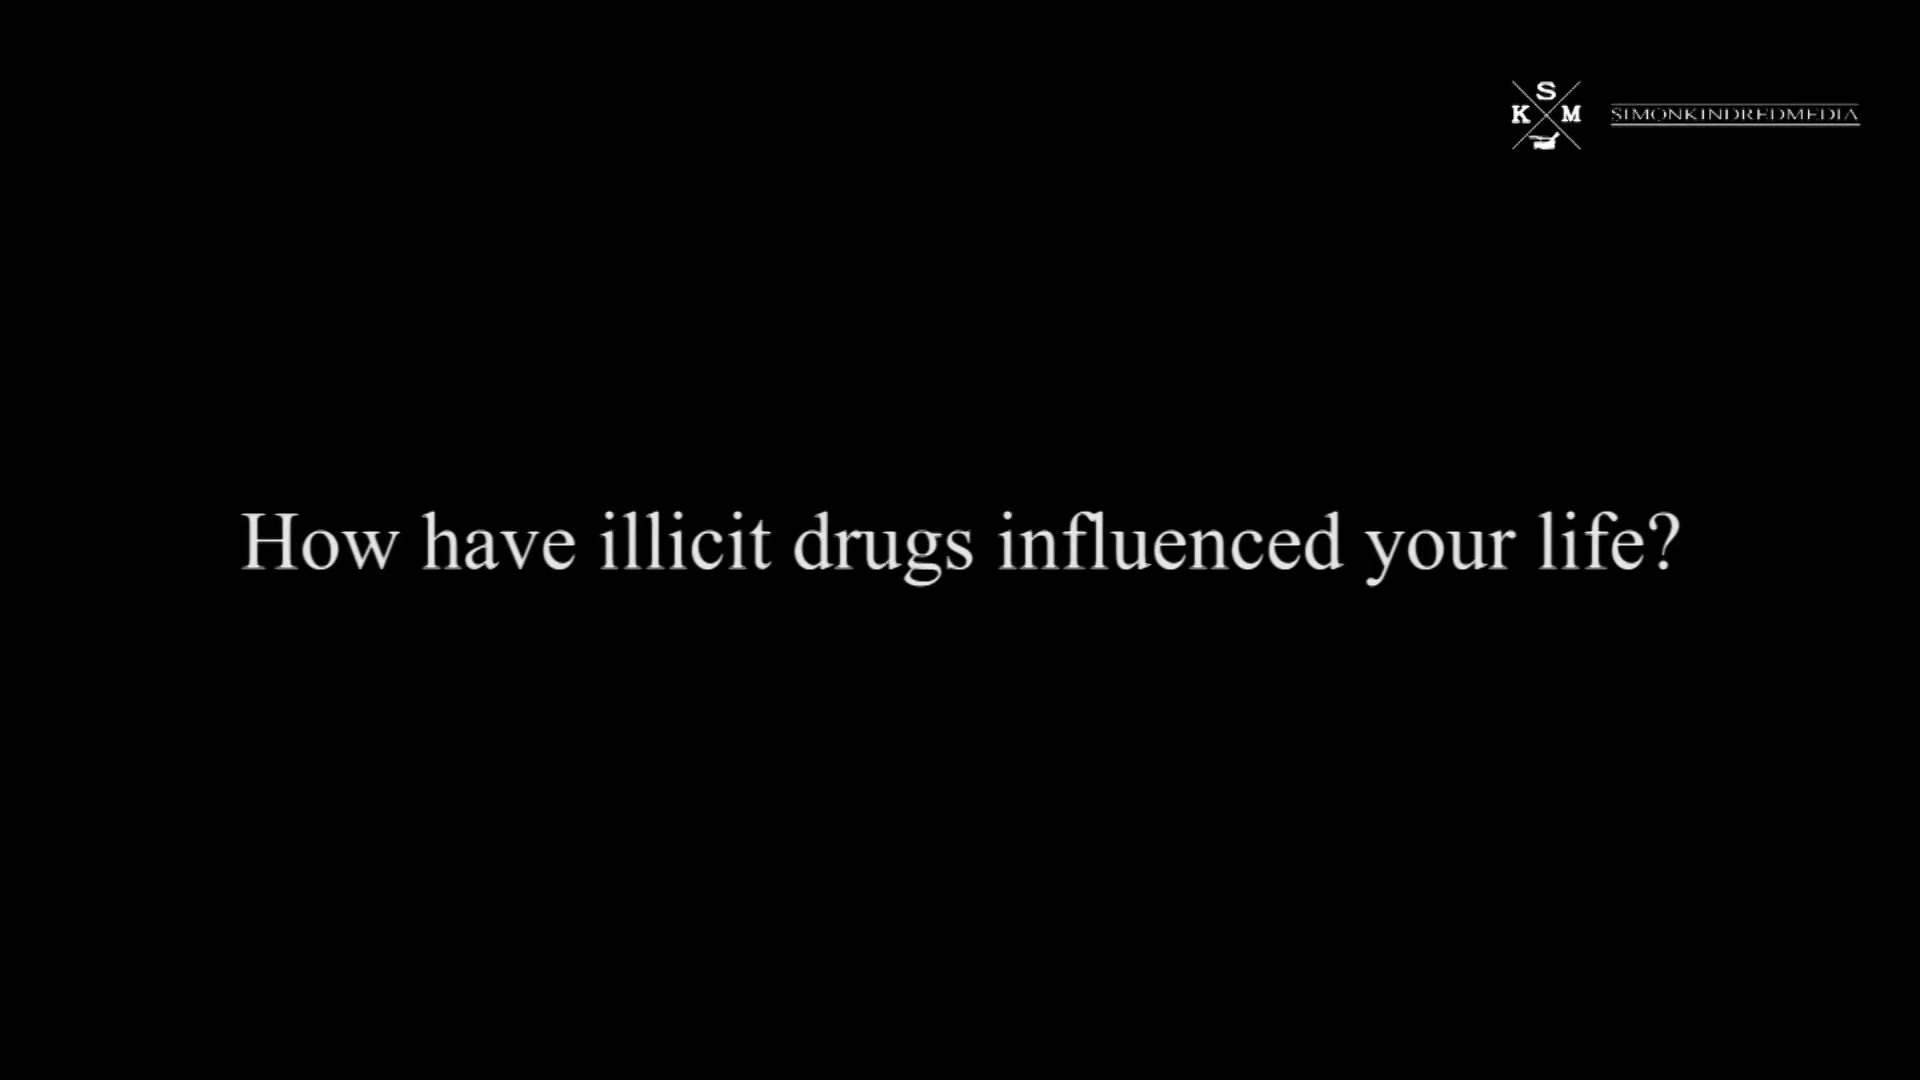 S
K M
SIMONKINDREDMEDIA
How have illicit drugs influenced your life?